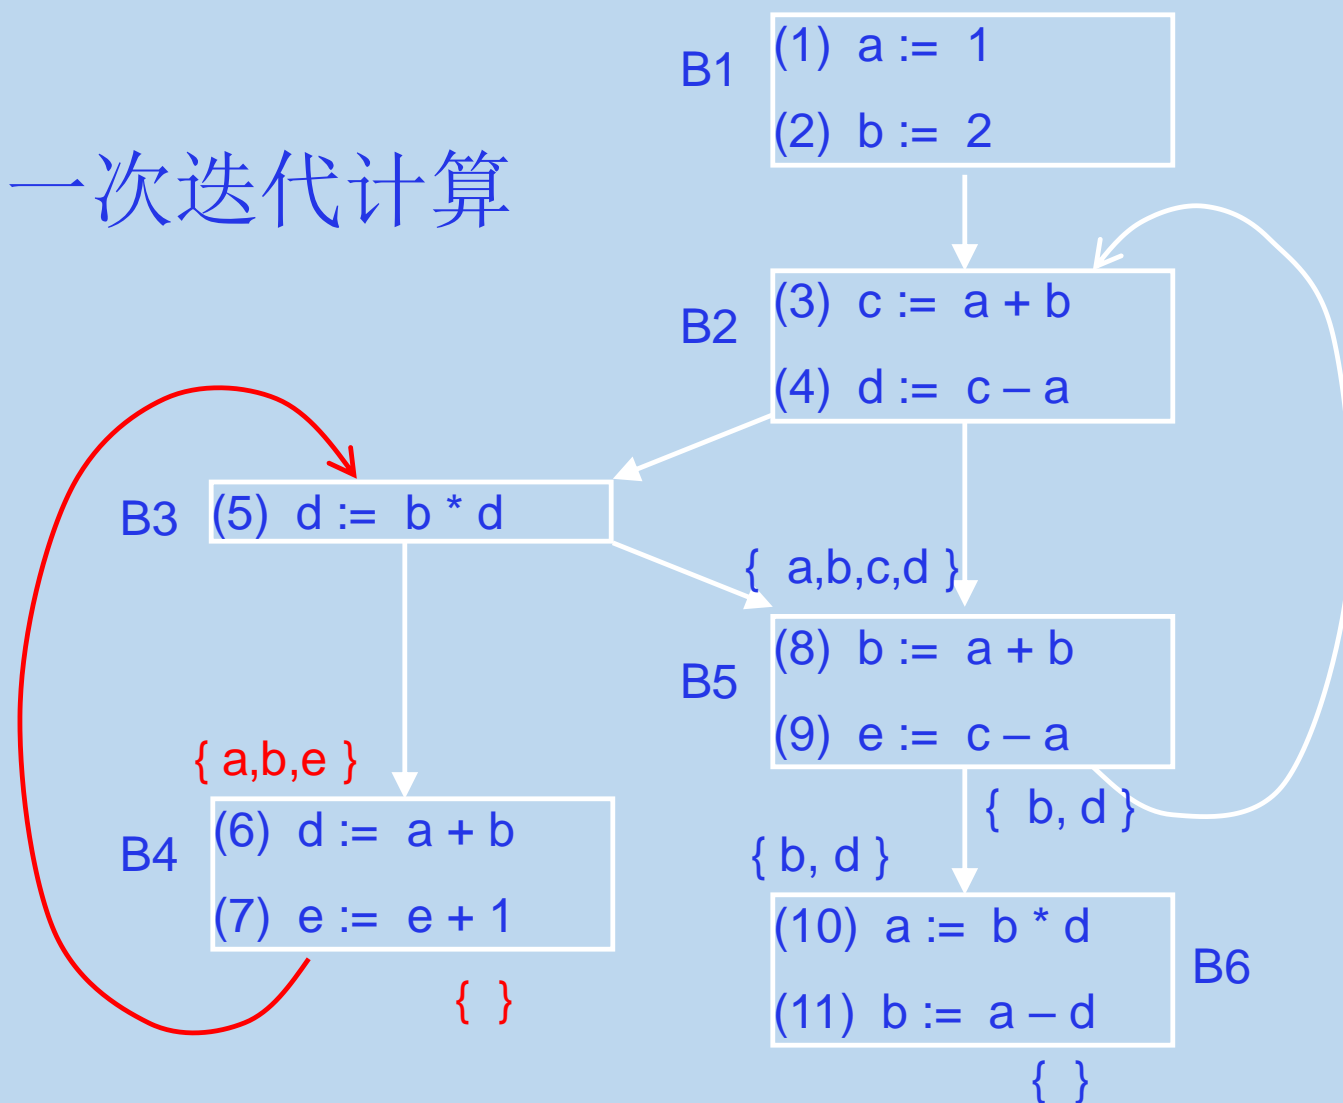 一次迭代计算
B1
(1) a := 1
(2) b := 2
B2
(3) c := a + b
(4) d := c – a
B3
(5) d := b * d
{ a,b,c,d }
B5
(8) b := a + b
(9) e := c – a
{ b, d }
{ a,b,e }
B4
(6) d := a + b
(7) e := e + 1
{ }
{ b, d }
(10) a := b * d
(11) b := a – d
B6
{ }